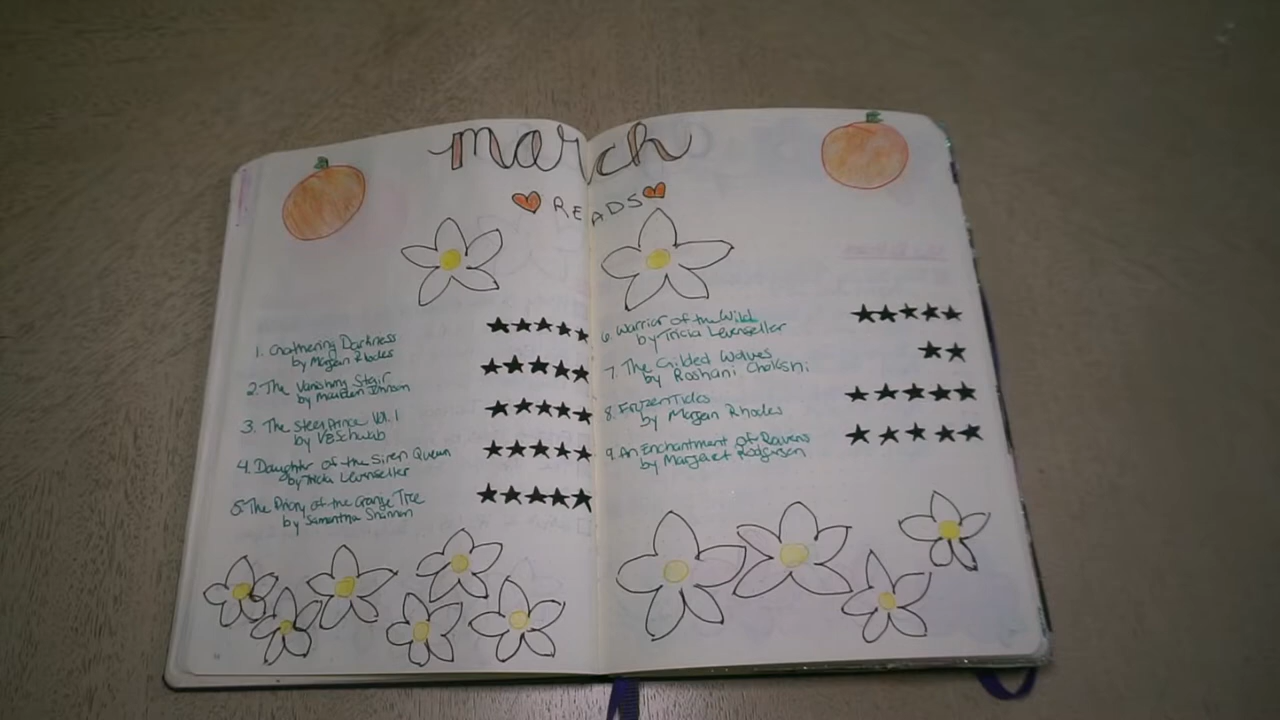 march
READS
1. Gathering Darkness
by Morgan Rhodes
2. The Vanishing Stair
by Maureen Johnson
3. The Steel Prince Vol. 1
by VE Schwab
4. Daughter of the Siren Queen
by Tricia Levenseller
5. The Priory of the Orange Tree
by Samantha Shannon
6. Warrior of the Wild
by Tricia Levenseller
7. The Gilded Wolves
by Roshani Chokshi
8. Frozen Tides
by Morgan Rhodes
9. An Enchantment of Ravens
by Margaret Rodgerson